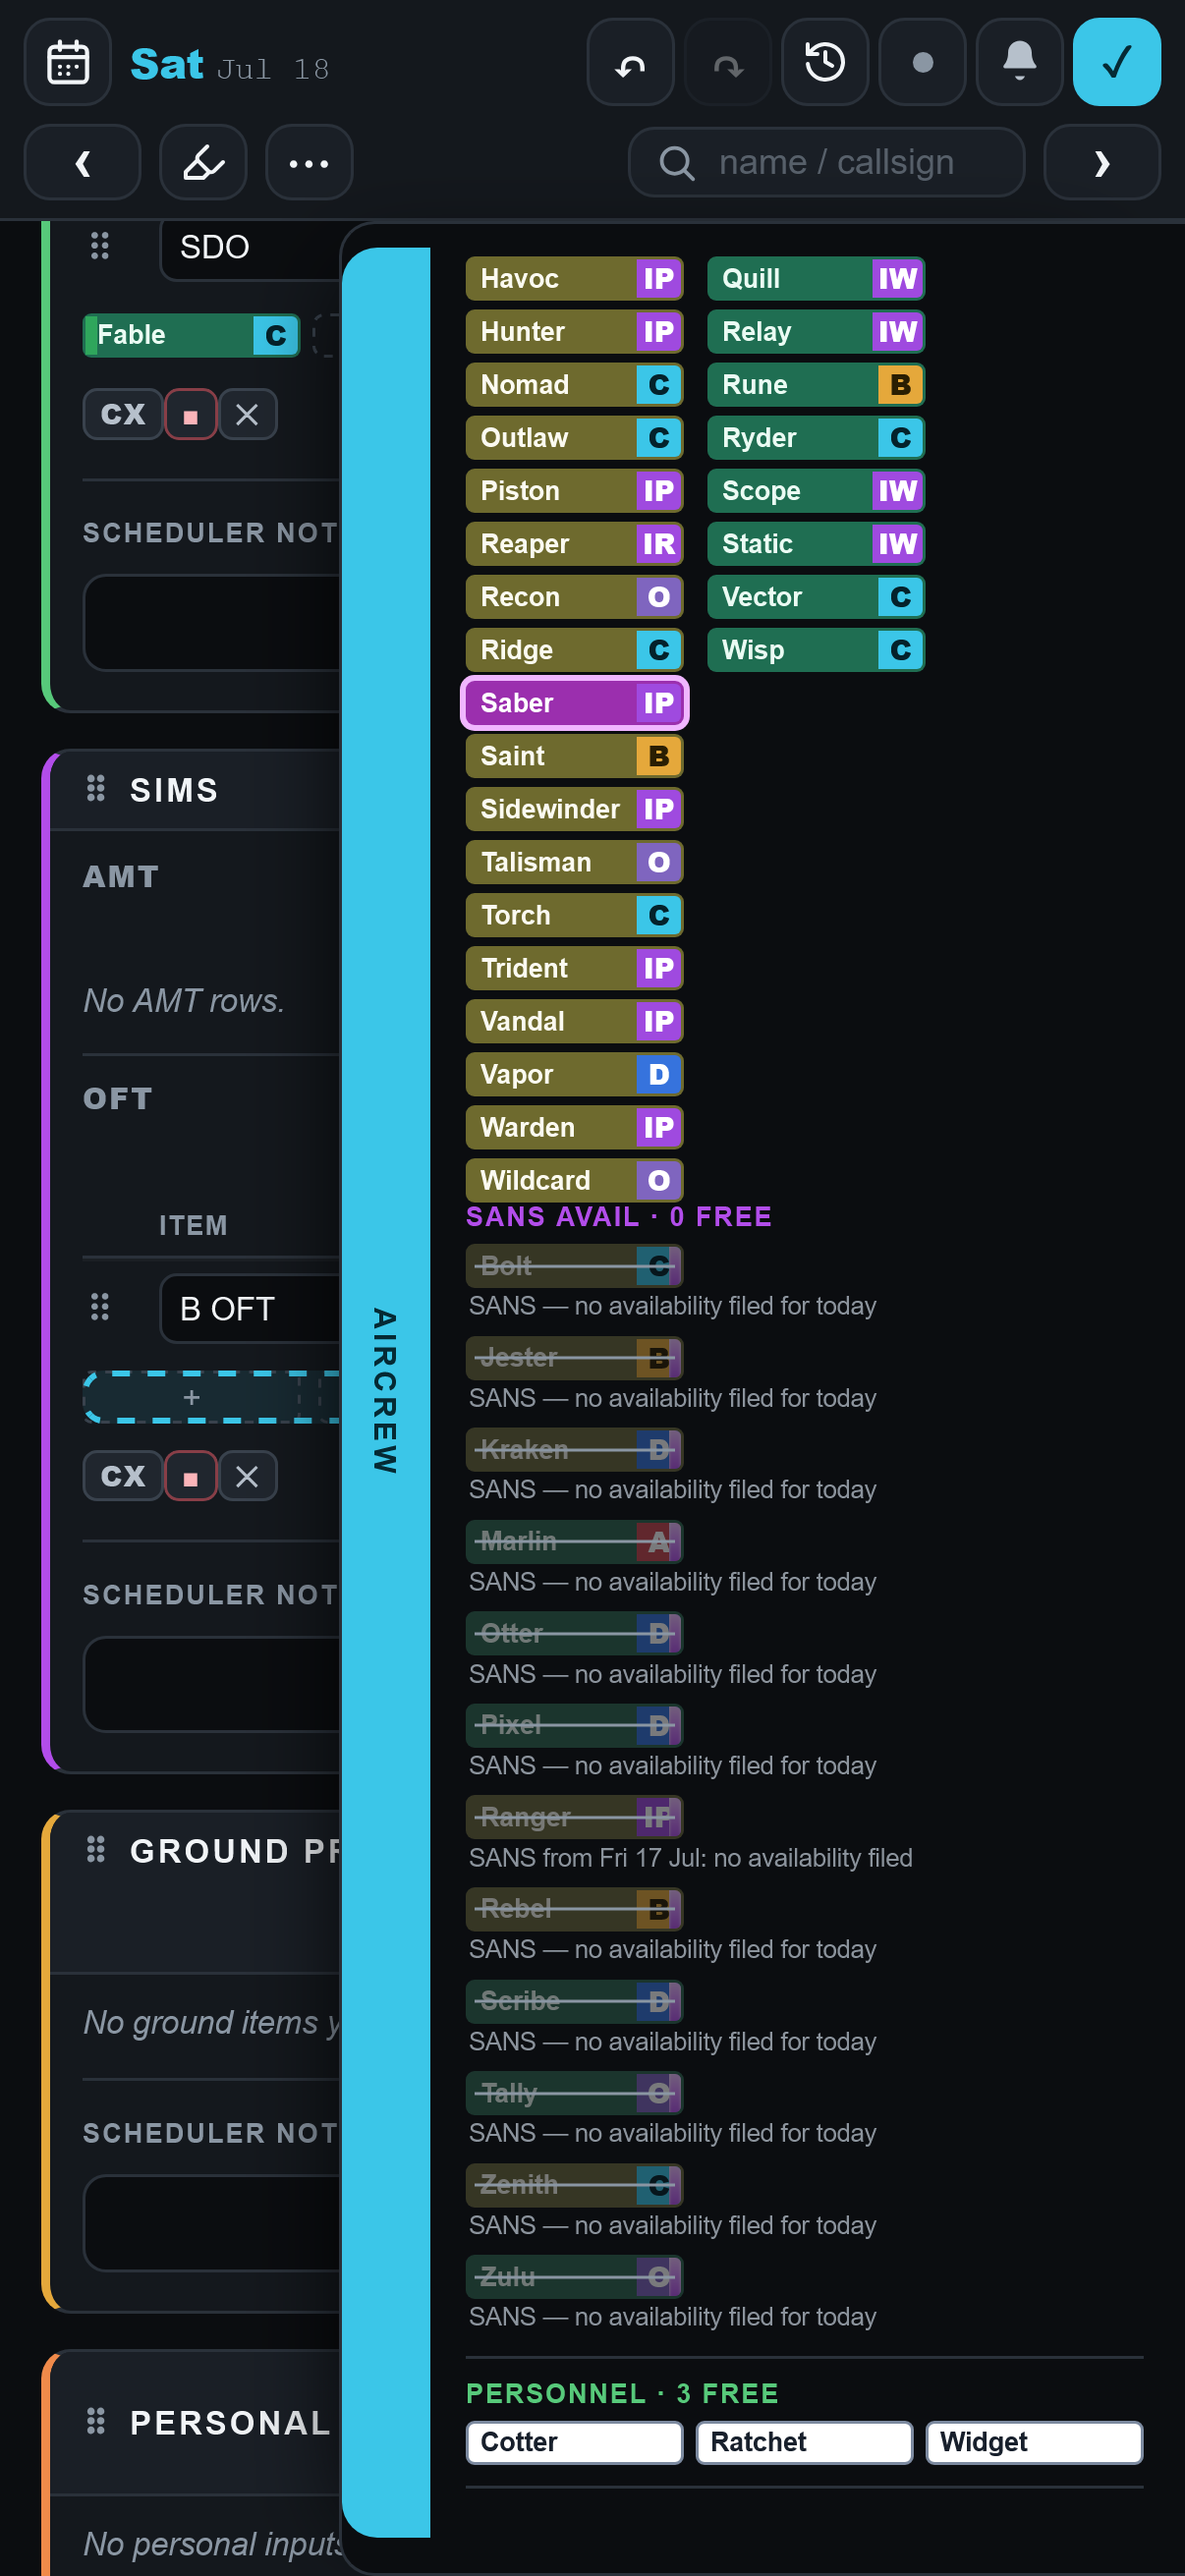 Sat Jul 18
name / callsign
SDO
Fable C
CX
SCHEDULER NOT
SIMS
AMT
No AMT rows.
OFT
ITEM
B OFT
+
CX
SCHEDULER NOT
GROUND PR
No ground items y
SCHEDULER NOT
PERSONAL
No personal inputs
AIRCREW
Havoc IP Quill IW
Hunter IP Relay IW
Nomad C Rune B
Outlaw C Ryder C
Piston IP Scope IW
Reaper IR Static IW
Recon O Vector C
Ridge C Wisp C
Saber IP
Saint B
Sidewinder IP
Talisman O
Torch C
Trident IP
Vandal IP
Vapor D
Warden IP
Wildcard O
SANS AVAIL · 0 FREE
Bolt C
SANS — no availability filed for today
Jester B
SANS — no availability filed for today
Kraken D
SANS — no availability filed for today
Marlin A
SANS — no availability filed for today
Otter D
SANS — no availability filed for today
Pixel D
SANS — no availability filed for today
Ranger IP
SANS from Fri 17 Jul: no availability filed
Rebel B
SANS — no availability filed for today
Scribe D
SANS — no availability filed for today
Tally O
SANS — no availability filed for today
Zenith C
SANS — no availability filed for today
Zulu O
SANS — no availability filed for today
PERSONNEL · 3 FREE
Cotter Ratchet Widget